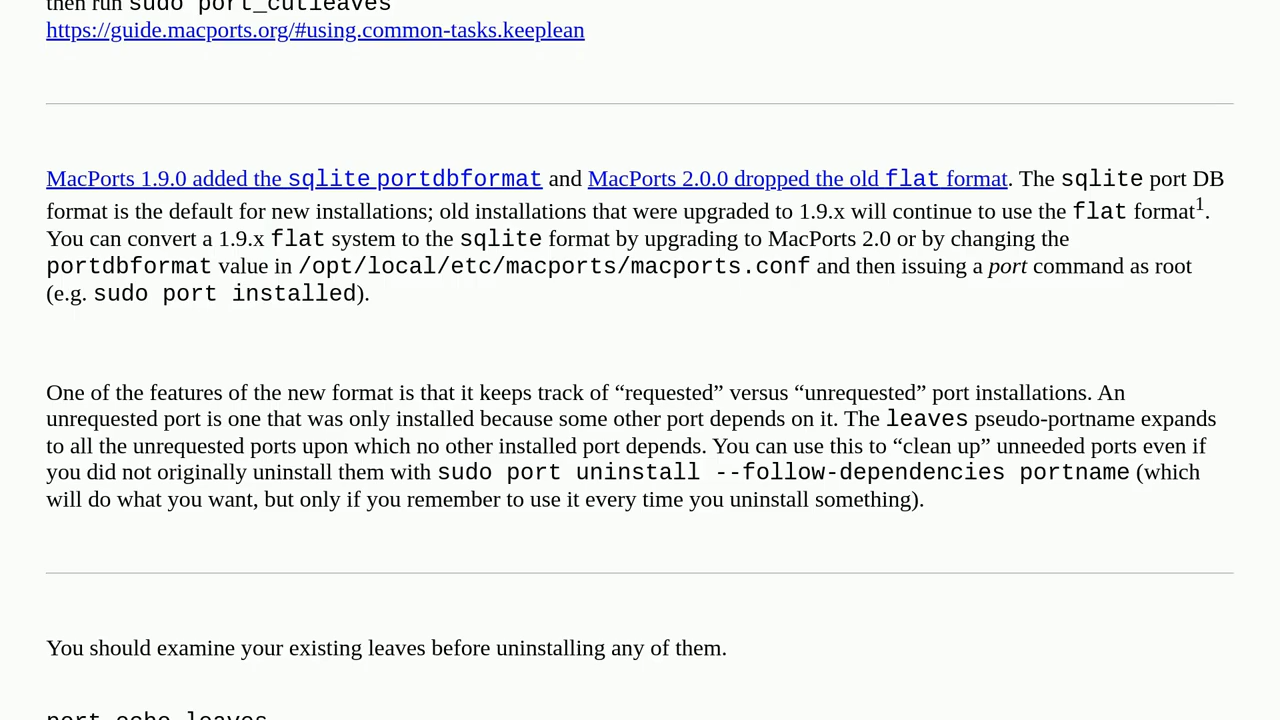 then run sudo port_cutleaves
https://guide.macports.org/#using.common-tasks.keeplean
MacPorts 1.9.0 added the sqlite portdbformat and MacPorts 2.0.0 dropped the old flat format. The sqlite port DB
format is the default for new installations; old installations that were upgraded to 1.9.x will continue to use the flat format1.
You can convert a 1.9.x flat system to the sqlite format by upgrading to MacPorts 2.0 or by changing the
portdbformat value in /opt/local/etc/macports/macports.conf and then issuing a port command as root
(e.g. sudo port installed).
One of the features of the new format is that it keeps track of “requested” versus “unrequested” port installations. An
unrequested port is one that was only installed because some other port depends on it. The leaves pseudo-portname expands
to all the unrequested ports upon which no other installed port depends. You can use this to “clean up” unneeded ports even if
you did not originally uninstall them with sudo port uninstall --follow-dependencies portname (which
will do what you want, but only if you remember to use it every time you uninstall something).
You should examine your existing leaves before uninstalling any of them.
port echo leaves